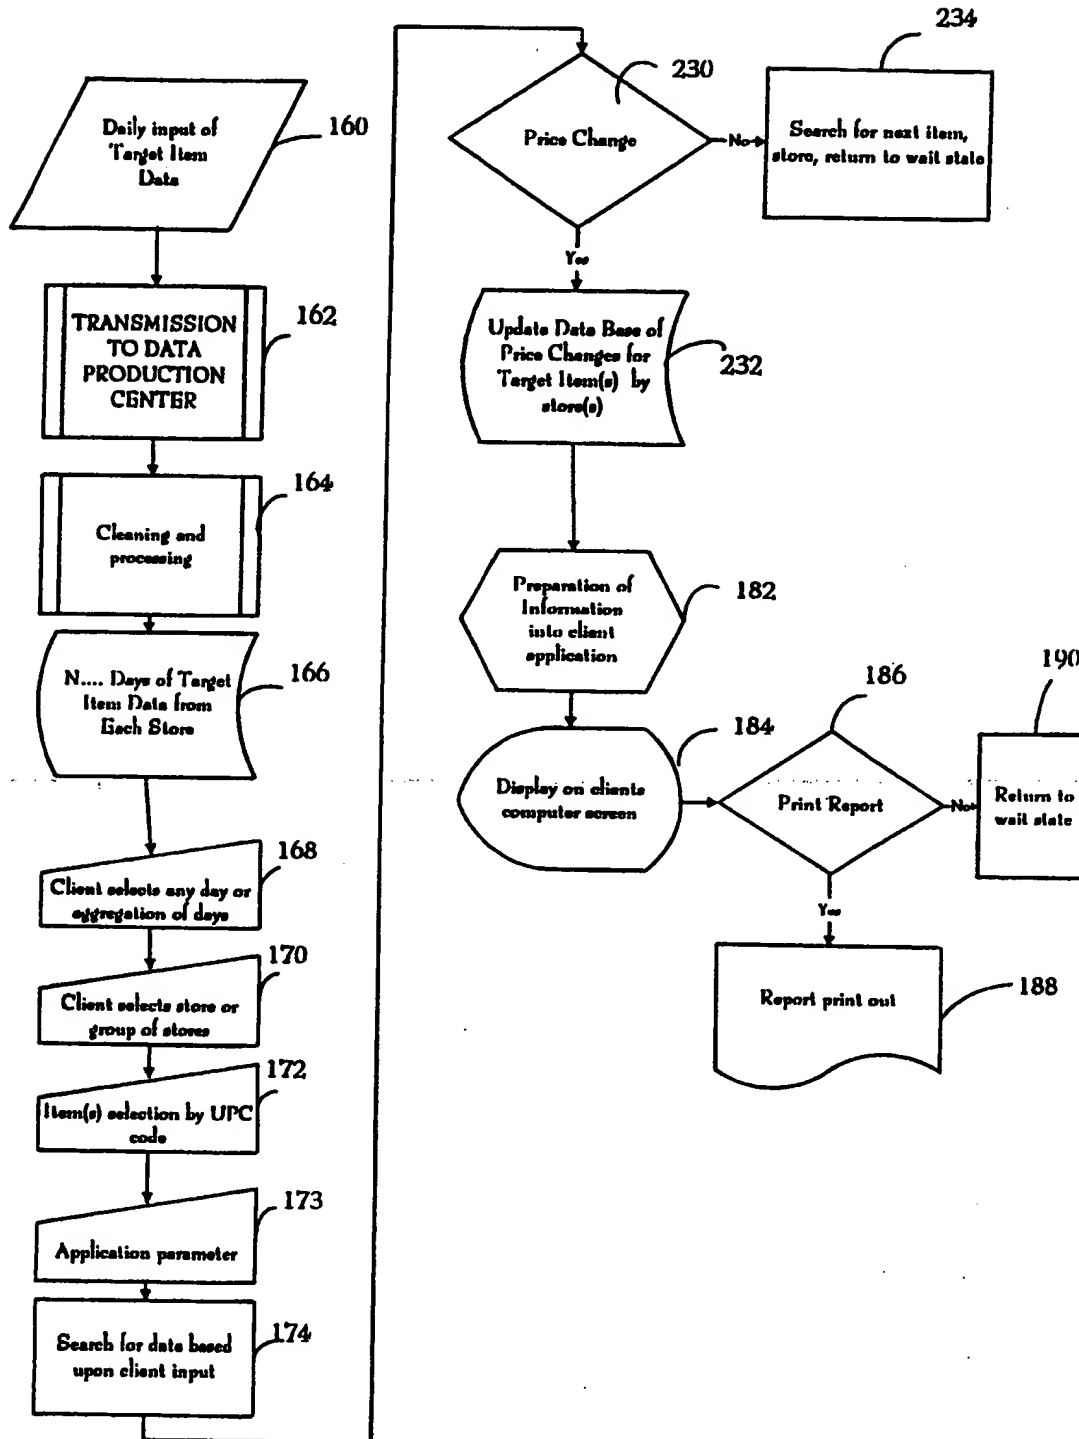 Daily input of
Target Item
Data
160
TRANSMISSION
TO DATA
PRODUCTION
CENTER
162
Cleaning and
processing
164
N.... Days of Target
Item Data from
Each Store
166
Client selects any day or
aggregation of days
168
Client selects store or
group of stores
170
Item(s) selection by UPC
code
172
Application parameter
173
Search for data based
upon client input
174
Price Change
230
No
Search for next item,
store, return to wait state
234
Yes
Update Data Base of
Price Changes for
Target Item(s) by
store(s)
232
Preparation of
Information
into client
application
182
Display on clients
computer screen
184
Print Report
186
No
Return to
wait state
190
Yes
Report print out
188